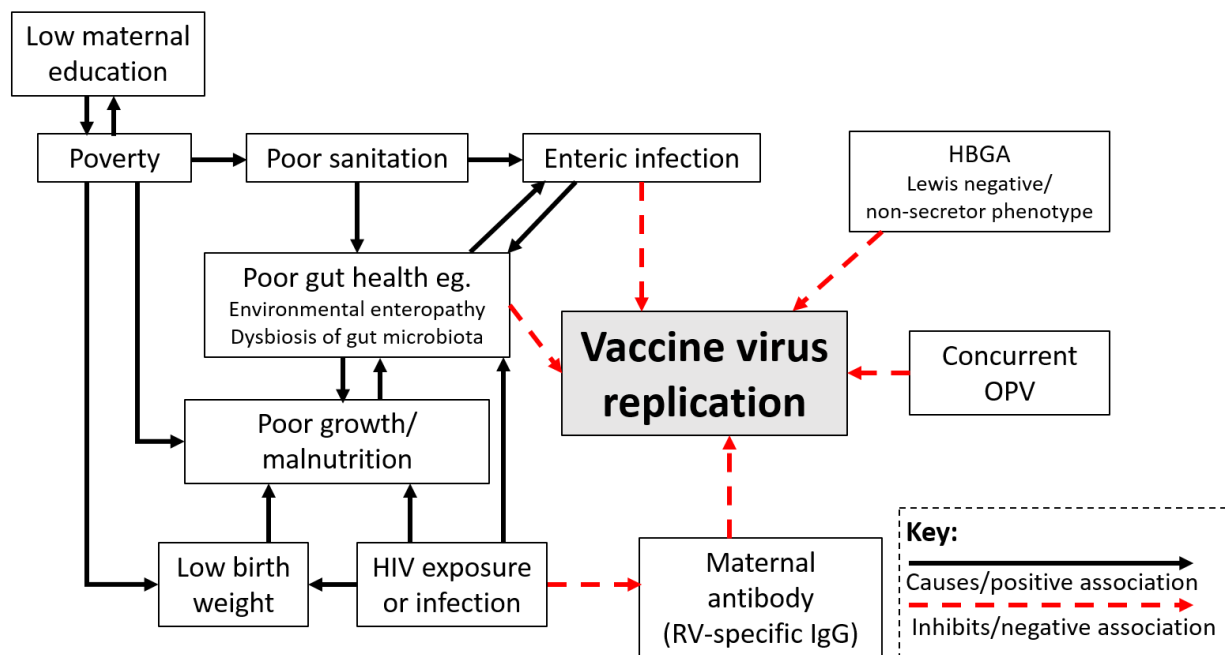 Low maternal
education
Poverty
Poor sanitation
Enteric infection
HBGA
Lewis negative/
non-secretor phenotype
Poor gut health eg.
Environmental enteropathy
Dysbiosis of gut microbiota
Vaccine virus
replication
Concurrent
OPV
Poor growth/
malnutrition
Low birth
weight
HIV exposure
or infection
Maternal
antibody
(RV-specific IgG)
Key:
Causes/positive association
Inhibits/negative association